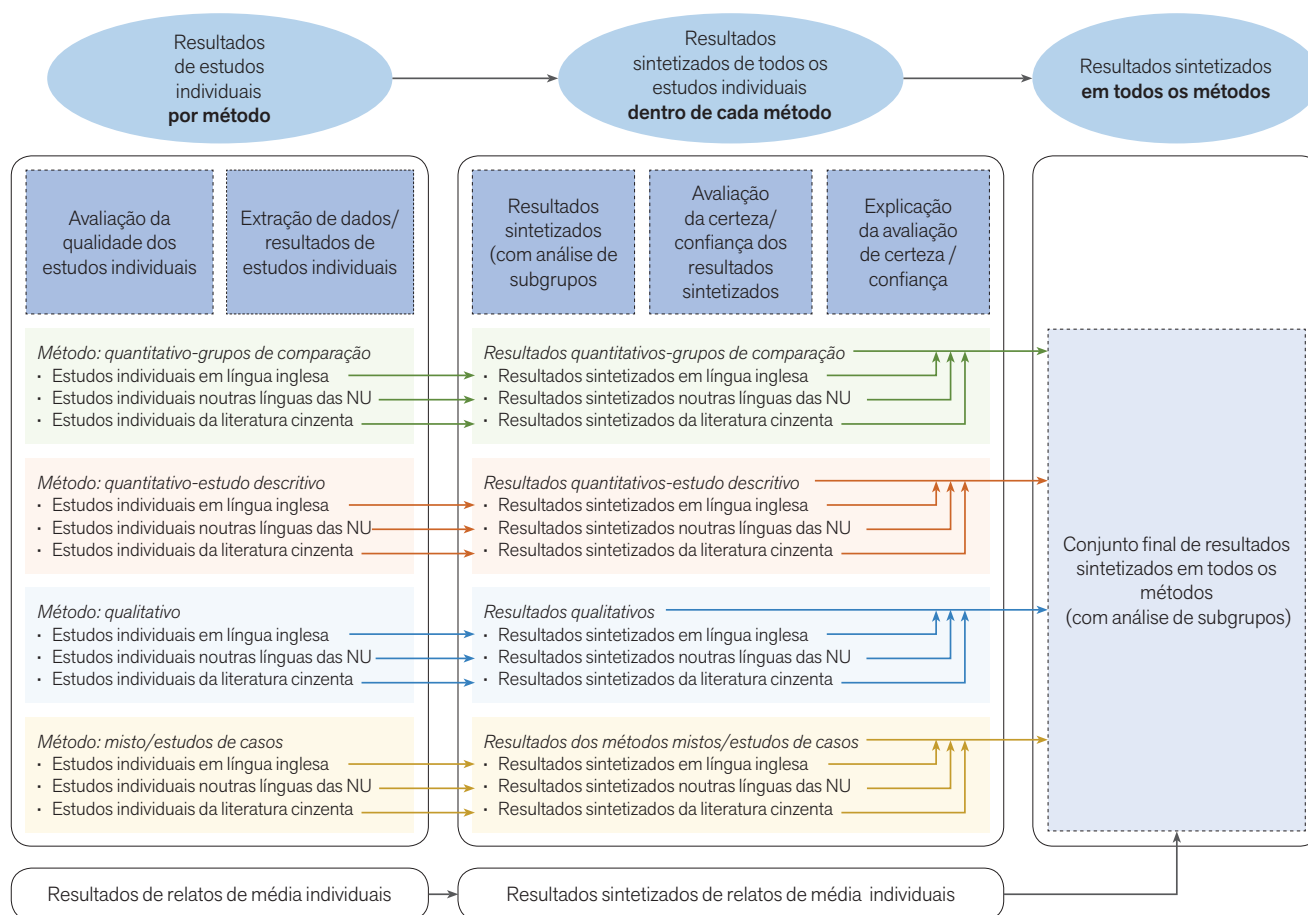 Resultados
de estudos
individuais
por método
Resultados
sintetizados de todos os
estudos individuais
dentro de cada método
Resultados sintetizados
em todos os métodos
Avaliação da
qualidade dos
estudos individuais
Extração de dados/
resultados de
estudos individuais
Resultados
sintetizados
(com análise de
subgrupos
Avaliação
da certeza/
confiança dos
resultados
sintetizados
Explicação
da avaliação
de certeza /
confiança
Método: quantitativo-grupos de comparação
· Estudos individuais em língua inglesa
· Estudos individuais noutras línguas das NU
· Estudos individuais da literatura cinzenta
Resultados quantitativos-grupos de comparação
· Resultados sintetizados em língua inglesa
· Resultados sintetizados noutras línguas das NU
· Resultados sintetizados da literatura cinzenta
Método: quantitativo-estudo descritivo
· Estudos individuais em língua inglesa
· Estudos individuais noutras línguas das NU
· Estudos individuais da literatura cinzenta
Resultados quantitativos-estudo descritivo
· Resultados sintetizados em língua inglesa
· Resultados sintetizados noutras línguas das NU
· Resultados sintetizados da literatura cinzenta
Método: qualitativo
· Estudos individuais em língua inglesa
· Estudos individuais noutras línguas das NU
· Estudos individuais da literatura cinzenta
Resultados qualitativos
· Resultados sintetizados em língua inglesa
· Resultados sintetizados noutras línguas das NU
· Resultados sintetizados da literatura cinzenta
Método: misto/estudos de casos
· Estudos individuais em língua inglesa
· Estudos individuais noutras línguas das NU
· Estudos individuais da literatura cinzenta
Resultados dos métodos mistos/estudos de casos
· Resultados sintetizados em língua inglesa
· Resultados sintetizados noutras línguas das NU
· Resultados sintetizados da literatura cinzenta
Conjunto final de resultados
sintetizados em todos os
métodos
(com análise de subgrupos)
Resultados de relatos de média individuais
Resultados sintetizados de relatos de média individuais